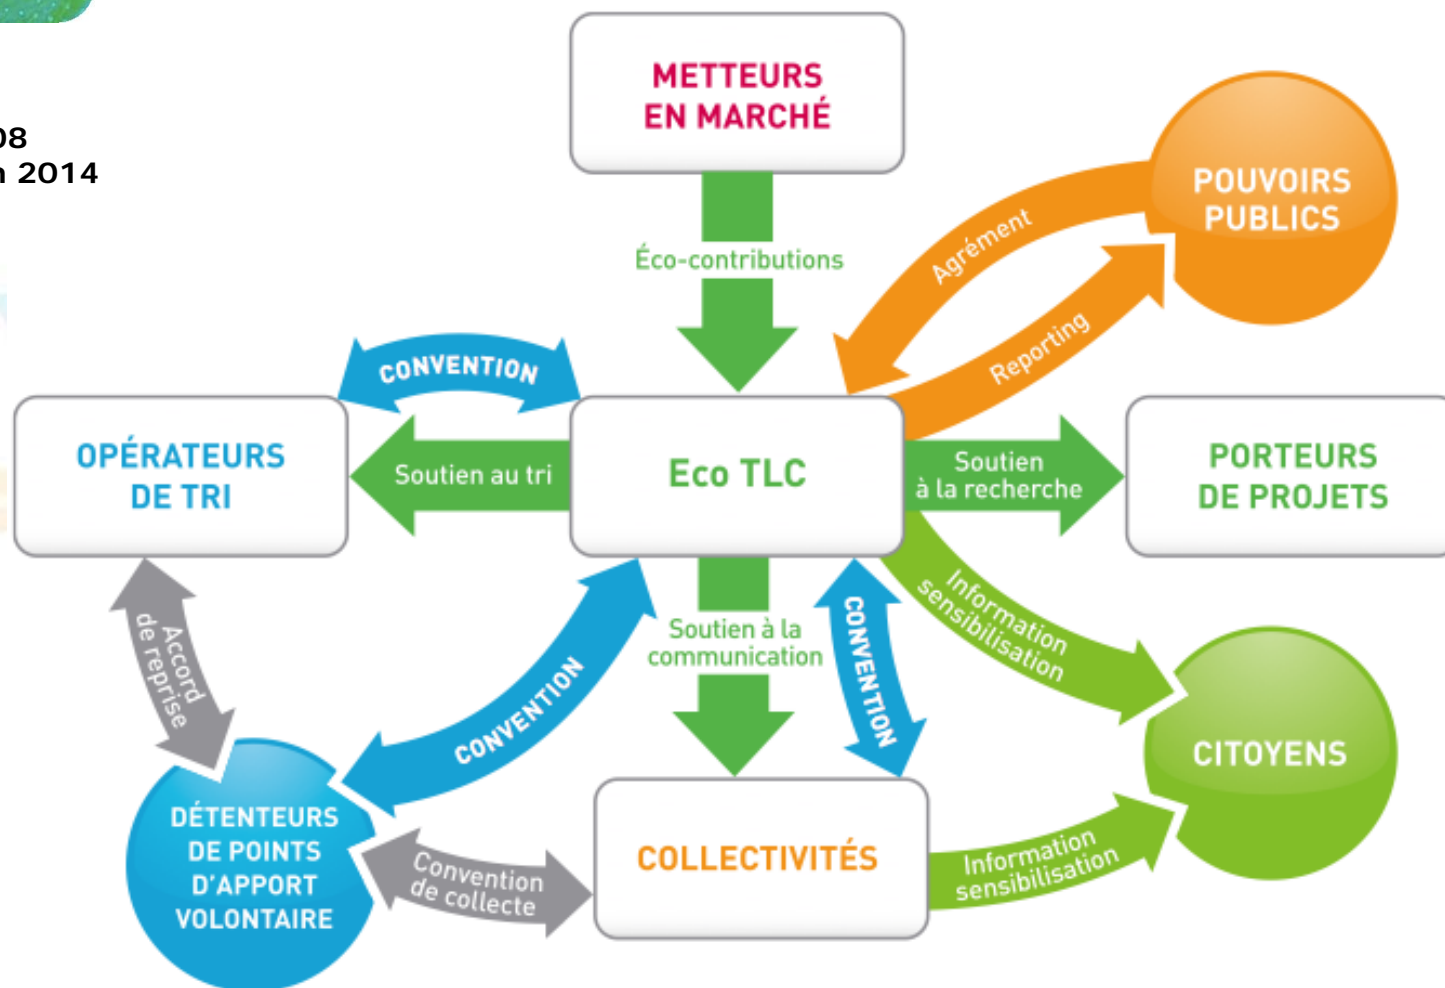 METTEURS
EN MARCHÉ
08
2014
POUVOIRS
PUBLICS
Agrément
Éco-contributions
Reporting
CONVENTION
OPÉRATEURS
DE TRI
Soutien au tri
Eco TLC
Soutien
à la recherche
PORTEURS
DE PROJETS
Accord
de reprise
CONVENTION
Soutien à la
communication
CONVENTION
Information
sensibilisation
CITOYENS
DÉTENTEURS
DE POINTS
D'APPORT
VOLONTAIRE
Convention
de collecte
COLLECTIVITÉS
Information
sensibilisation